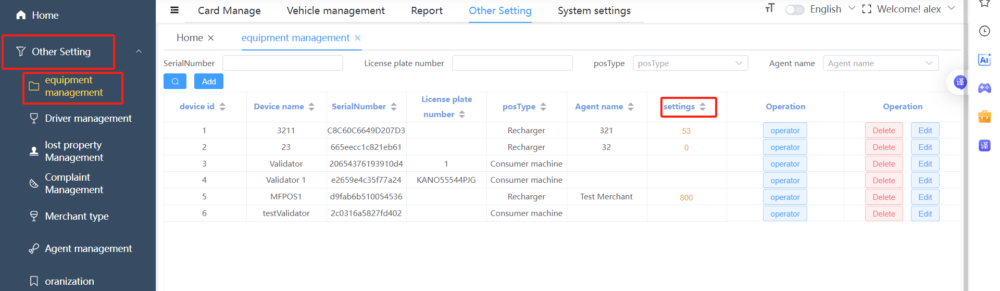 Home
Other Setting
equipment
management
Driver management
lost property
Management
Complaint
Management
Merchant type
Agent management
oranization
Card Manage Vehicle management Report Other Setting System settings English Welcome! alex
Home equipment management
SerialNumber License plate number posType posType Agent name Agent name
Add
device id Device name SerialNumber License plate number posType Agent name settings Operation Operation
1 3211 C8C60C6649D207D3 Recharger 321 53 operator Delete Edit
2 23 665eecc1c821eb61 Recharger 32 0 operator Delete Edit
3 Validator 20654376193910d4 1 Consumer machine operator Delete Edit
4 Validator 1 e2659e4c35f77a24 KANO55544PJG Consumer machine operator Delete Edit
5 MFPOS1 d9fab6b510054536 Recharger Test Merchant 800 operator Delete Edit
6 testValidator 2c0316a5827fd402 Consumer machine operator Delete Edit
AI
译
译